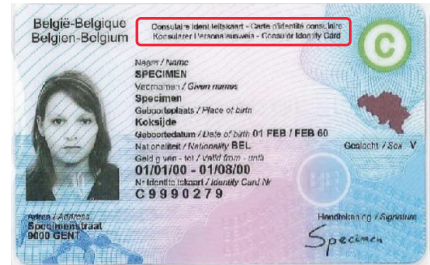 België-Belgique
Belgien-Belgium
Consulaire Identiteitskaart - Carte d'identité consulaire
Konsularer Personalausweis - Consular Identity Card
C
Naam / Name
SPECIMEN
Voornamen / Given names
Specimen
Geboorteplaats / Place of birth
Koksijde
Geboortedatum / Date of birth 01 FEB / FEB 60
Nationaliteit / Nationality BEL
Geslacht / Sex V
Geldig van - tot / Valid from - until
01/01/00 - 01/08/00
Nr Identiteitskaart / Identity Card Nr
C9990279
Adres / Address
Specimenstraat
9000 GENT
Handtekening / Signature
Specimen